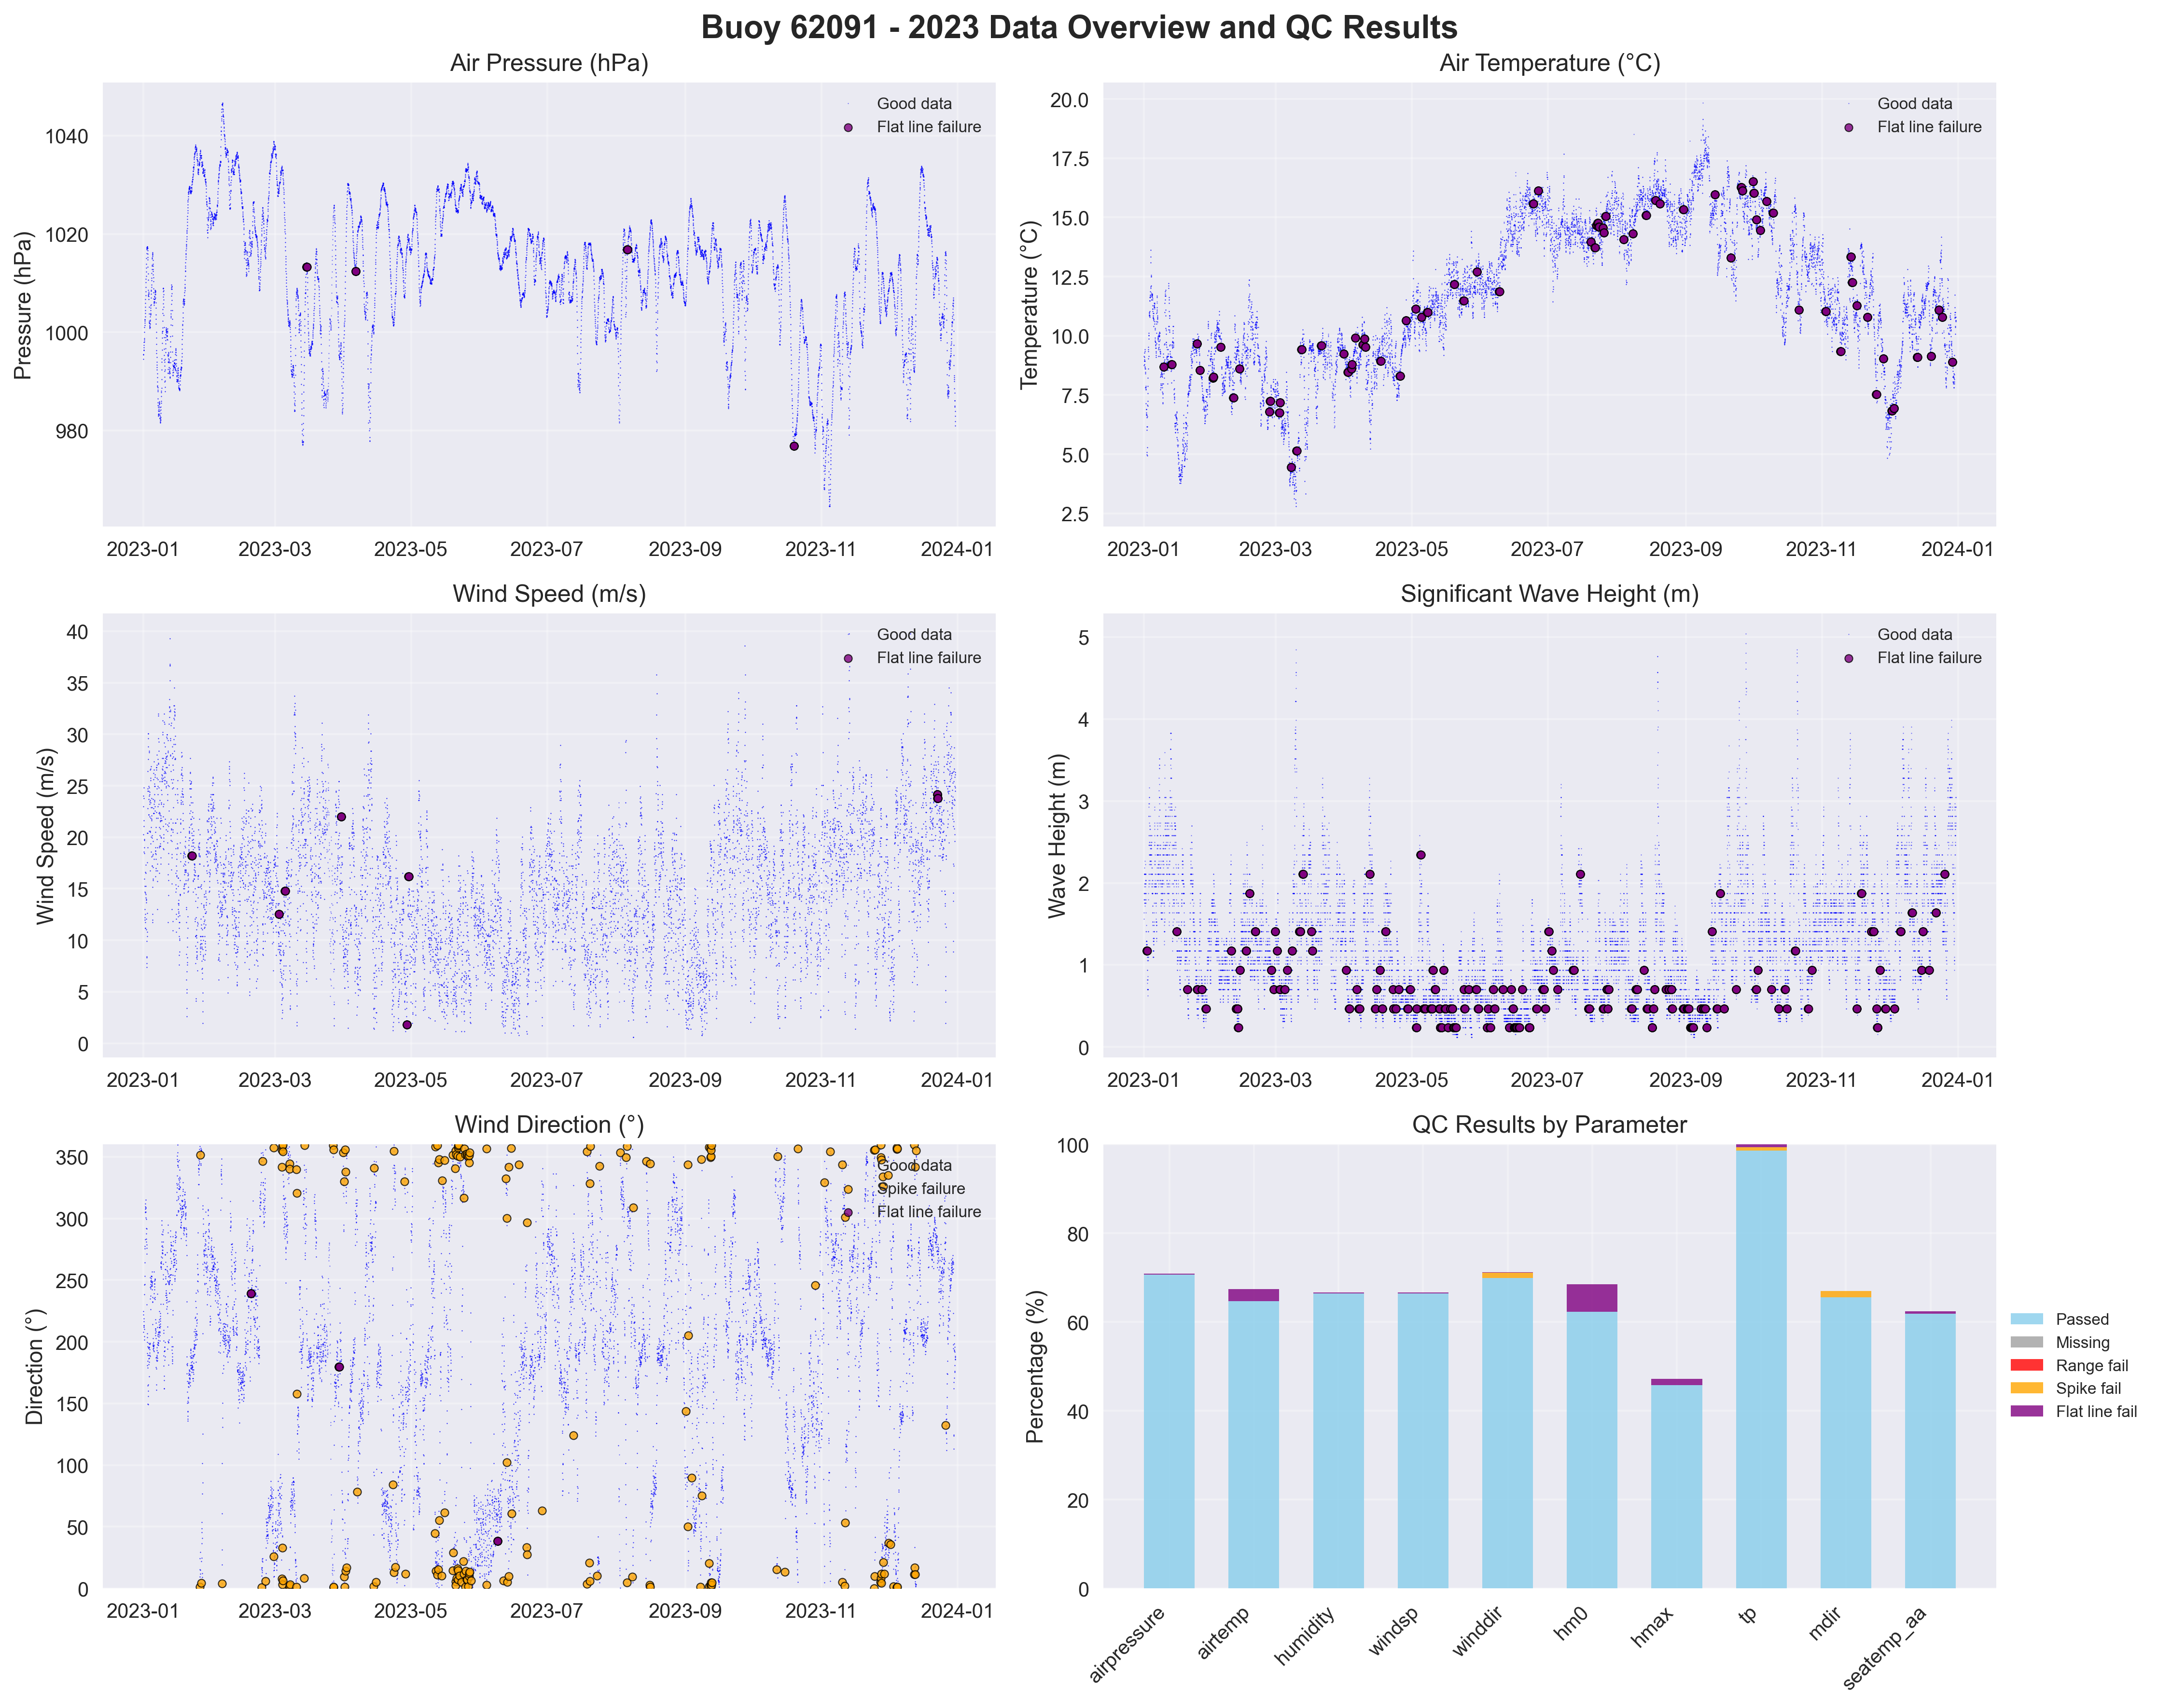 Buoy 62091 - 2023 Data Overview and QC Results
Air Pressure (hPa)
Pressure (hPa)
1040
1020
1000
980
Good data
Flat line failure
2023-01 2023-03 2023-05 2023-07 2023-09 2023-11 2024-01
Air Temperature (°C)
Temperature (°C)
20.0
17.5
15.0
12.5
10.0
7.5
5.0
2.5
Good data
Flat line failure
2023-01 2023-03 2023-05 2023-07 2023-09 2023-11 2024-01
Wind Speed (m/s)
Wind Speed (m/s)
40
35
30
25
20
15
10
5
0
Good data
Flat line failure
2023-01 2023-03 2023-05 2023-07 2023-09 2023-11 2024-01
Significant Wave Height (m)
Wave Height (m)
5
4
3
2
1
0
Good data
Flat line failure
2023-01 2023-03 2023-05 2023-07 2023-09 2023-11 2024-01
Wind Direction (°)
Direction (°)
350
300
250
200
150
100
50
0
Good data
Spike failure
Flat line failure
2023-01 2023-03 2023-05 2023-07 2023-09 2023-11 2024-01
QC Results by Parameter
Percentage (%)
100
80
60
40
20
0
airpressure airtemp humidity windsp winddir hm0 hmax tp mdir seatemp_aa
Passed
Missing
Range fail
Spike fail
Flat line fail